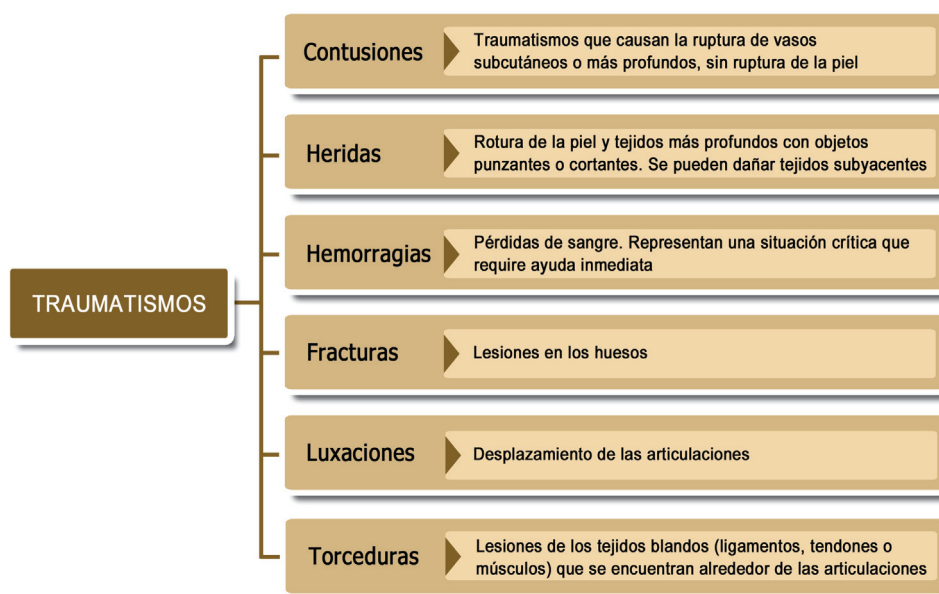 Contusiones
Traumatismos que causan la ruptura de vasos
subcutáneos o más profundos, sin ruptura de la piel
Heridas
Rotura de la piel y tejidos más profundos con objetos
punzantes o cortantes. Se pueden dañar tejidos subyacentes
Hemorragias
Pérdidas de sangre. Representan una situación crítica que
require ayuda inmediata
TRAUMATISMOS
Fracturas
Lesiones en los huesos
Luxaciones
Desplazamiento de las articulaciones
Torceduras
Lesiones de los tejidos blandos (ligamentos, tendones o
músculos) que se encuentran alrededor de las articulaciones